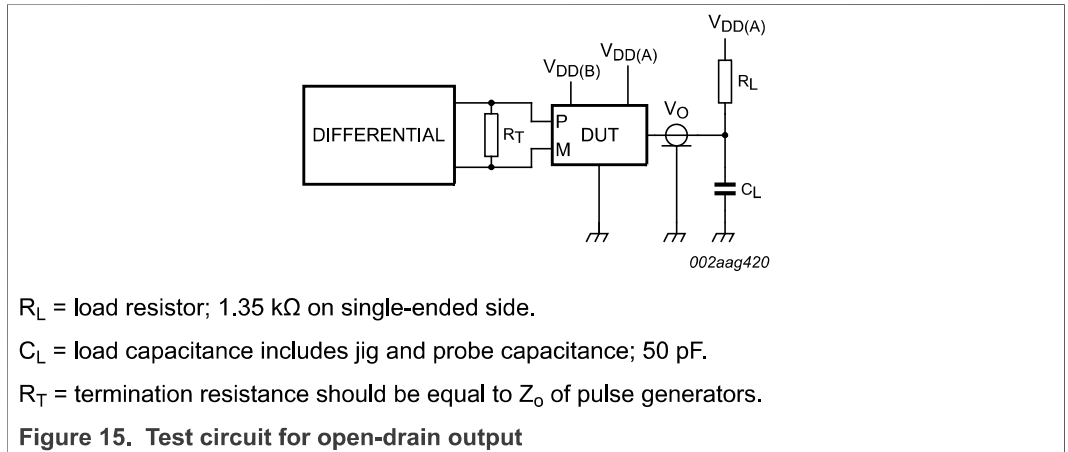 VDD(A)
VDD(A)
VDD(B)
RL
VO
DIFFERENTIAL
RT
P
M
DUT
CL
002aag420
RL = load resistor; 1.35 kΩ on single-ended side.
CL = load capacitance includes jig and probe capacitance; 50 pF.
RT = termination resistance should be equal to Zo of pulse generators.
Figure 15. Test circuit for open-drain output